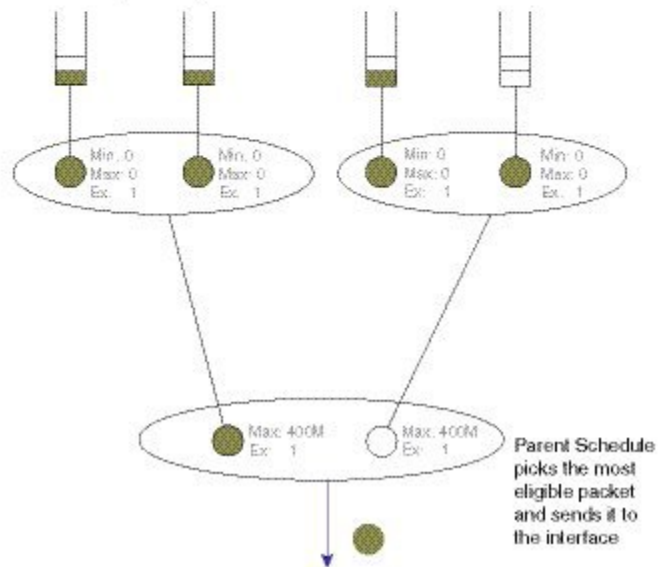 Min: 0
Max: 0
Ex: 1
Min: 0
Max: 0
Ex: 1
Min: 0
Max: 0
Ex: 1
Min: 0
Max: 0
Ex: 1
Max: 400M
Ex: 1
Max: 400M
Ex: 1
Parent Schedule
picks the most
eligible packet
and sends it to
the interface